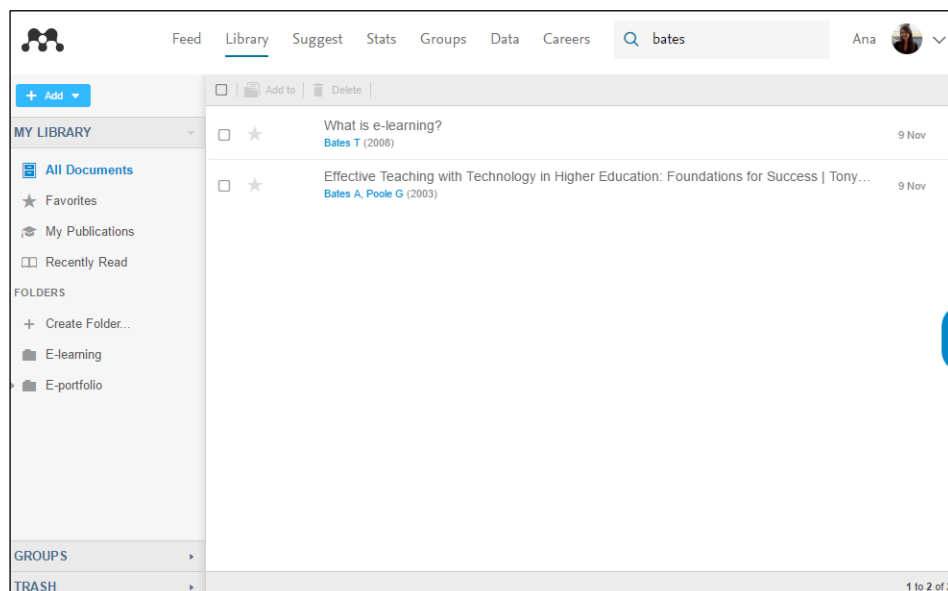 Feed Library Suggest Stats Groups Data Careers bates Ana
+ Add
Add to Delete
MY LIBRARY
All Documents
Favorites
My Publications
Recently Read
FOLDERS
+ Create Folder...
E-learning
E-portfolio
GROUPS
TRASH
What is e-learning?
Bates T (2008)
9 Nov
Effective Teaching with Technology in Higher Education: Foundations for Success | Tony...
Bates A, Poole G (2003)
9 Nov
1 to 2 of